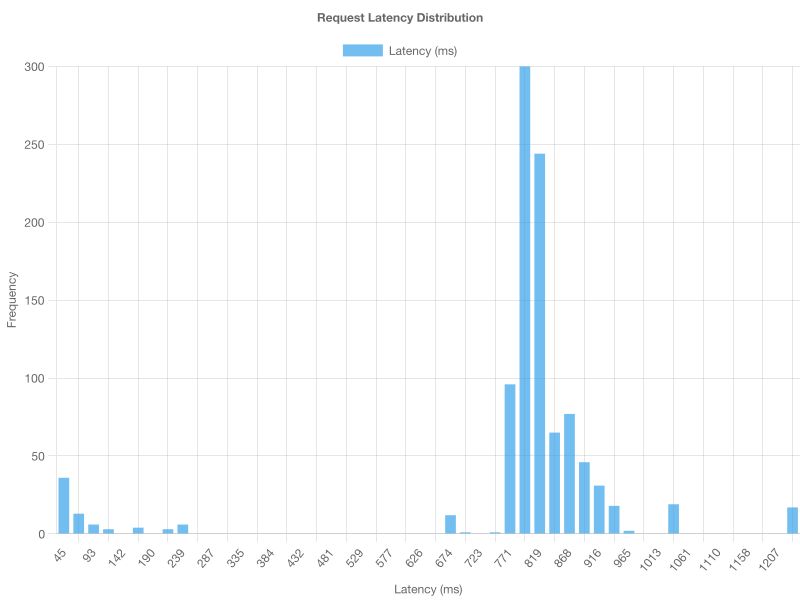 Request Latency Distribution
Latency (ms)
300
250
200
150
100
50
0
Frequency
45 93 142 190 239 287 335 384 432 481 529 577 626 674 723 771 819 868 916 965 1013 1061 1110 1158 1207
Latency (ms)